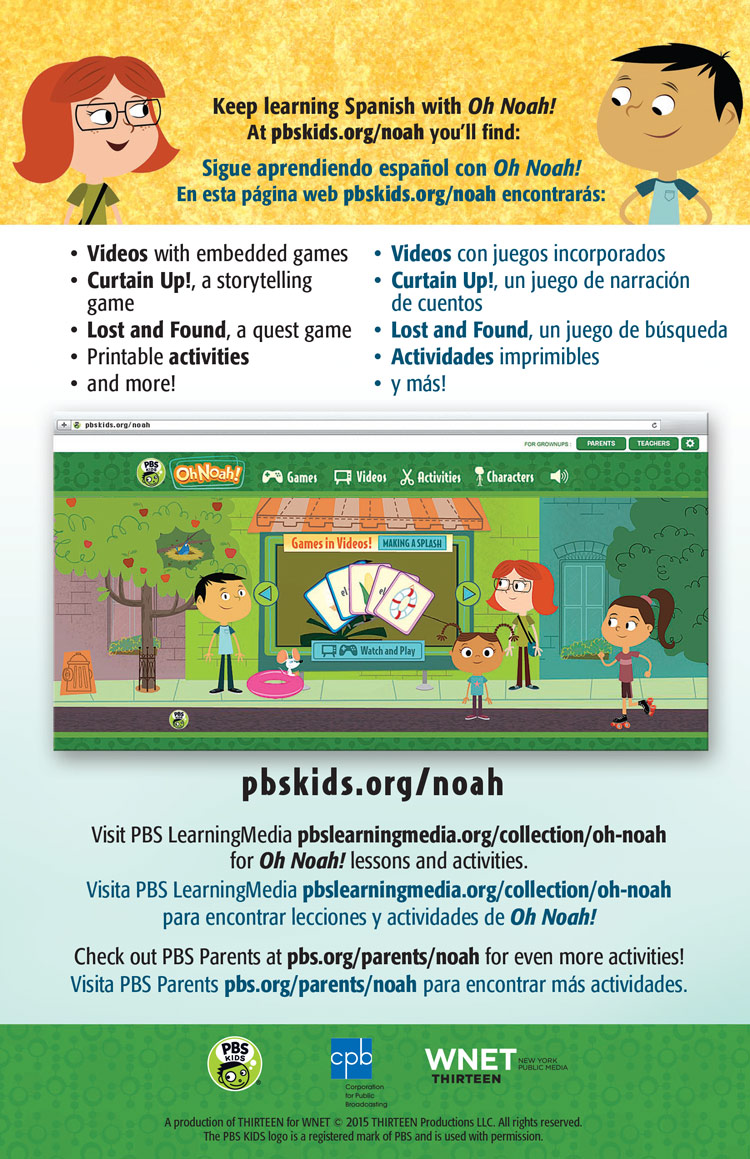 Keep learning Spanish with Oh Noah!
At pbskids.org/noah you'll find:
Sigue aprendiendo español con Oh Noah!
En esta página web pbskids.org/noah encontrarás:
• Videos with embedded games
• Curtain Up!, a storytelling
game
• Lost and Found, a quest game
• Printable activities
• and more!
• Videos con juegos incorporados
• Curtain Up!, un juego de narración
de cuentos
• Lost and Found, un juego de búsqueda
• Actividades imprimibles
• y más!
pbskids.org/noah
FOR GROWNUPS: PARENTS TEACHERS
PBS KIDS Oh Noah! Games Videos Activities Characters
Games in Videos! MAKING A SPLASH
el
el
Watch and Play
PBS KIDS
pbskids.org/noah
Visit PBS LearningMedia pbslearningmedia.org/collection/oh-noah
for Oh Noah! lessons and activities.
Visita PBS LearningMedia pbslearningmedia.org/collection/oh-noah
para encontrar lecciones y actividades de Oh Noah!
Check out PBS Parents at pbs.org/parents/noah for even more activities!
Visita PBS Parents pbs.org/parents/noah para encontrar más actividades.
PBS
KIDS
®
cpb
Corporation
for Public
Broadcasting
WNET
THIRTEEN
NEW YORK
PUBLIC MEDIA
A production of THIRTEEN for WNET © 2015 THIRTEEN Productions LLC. All rights reserved.
The PBS KIDS logo is a registered mark of PBS and is used with permission.